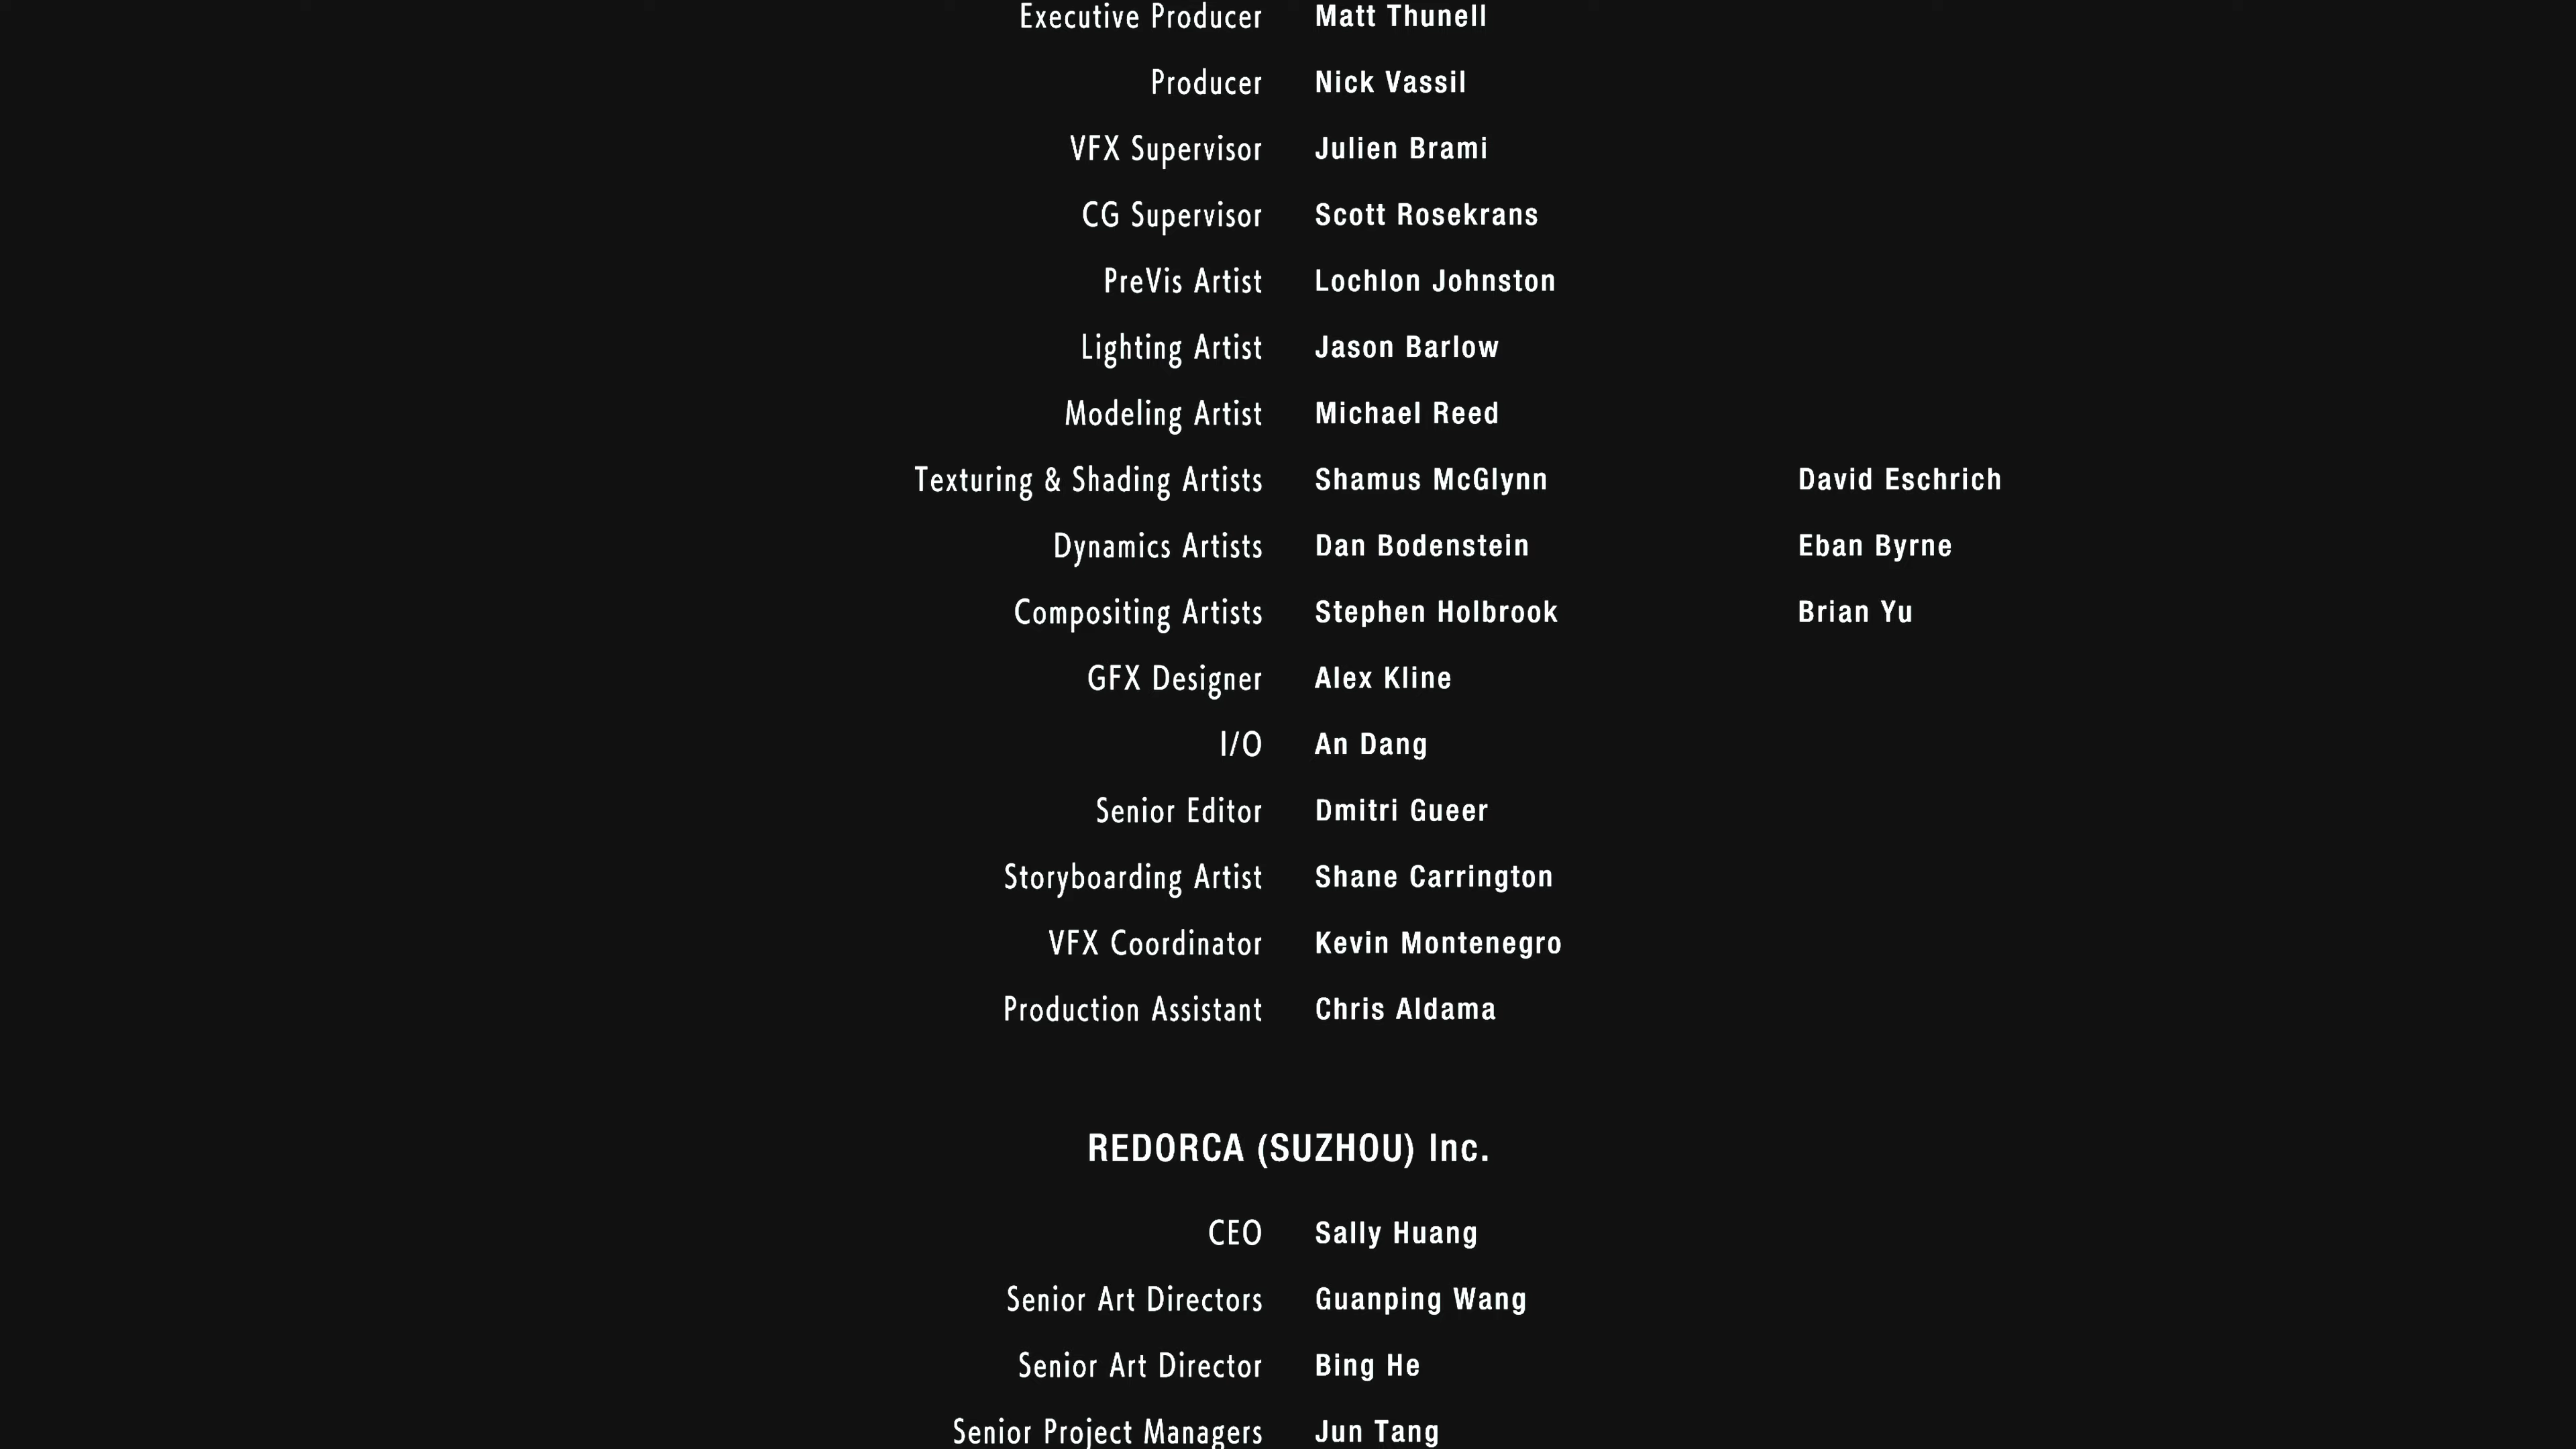 Executive Producer Matt Thunell
Producer Nick Vassil
VFX Supervisor Julien Brami
CG Supervisor Scott Rosekrans
PreVis Artist Lochlon Johnston
Lighting Artist Jason Barlow
Modeling Artist Michael Reed
Texturing & Shading Artists Shamus McGlynn David Eschrich
Dynamics Artists Dan Bodenstein Eban Byrne
Compositing Artists Stephen Holbrook Brian Yu
GFX Designer Alex Kline
I/O An Dang
Senior Editor Dmitri Gueer
Storyboarding Artist Shane Carrington
VFX Coordinator Kevin Montenegro
Production Assistant Chris Aldama
REDORCA (SUZHOU) Inc.
CEO Sally Huang
Senior Art Directors Guanping Wang
Senior Art Director Bing He
Senior Project Managers Jun Tang